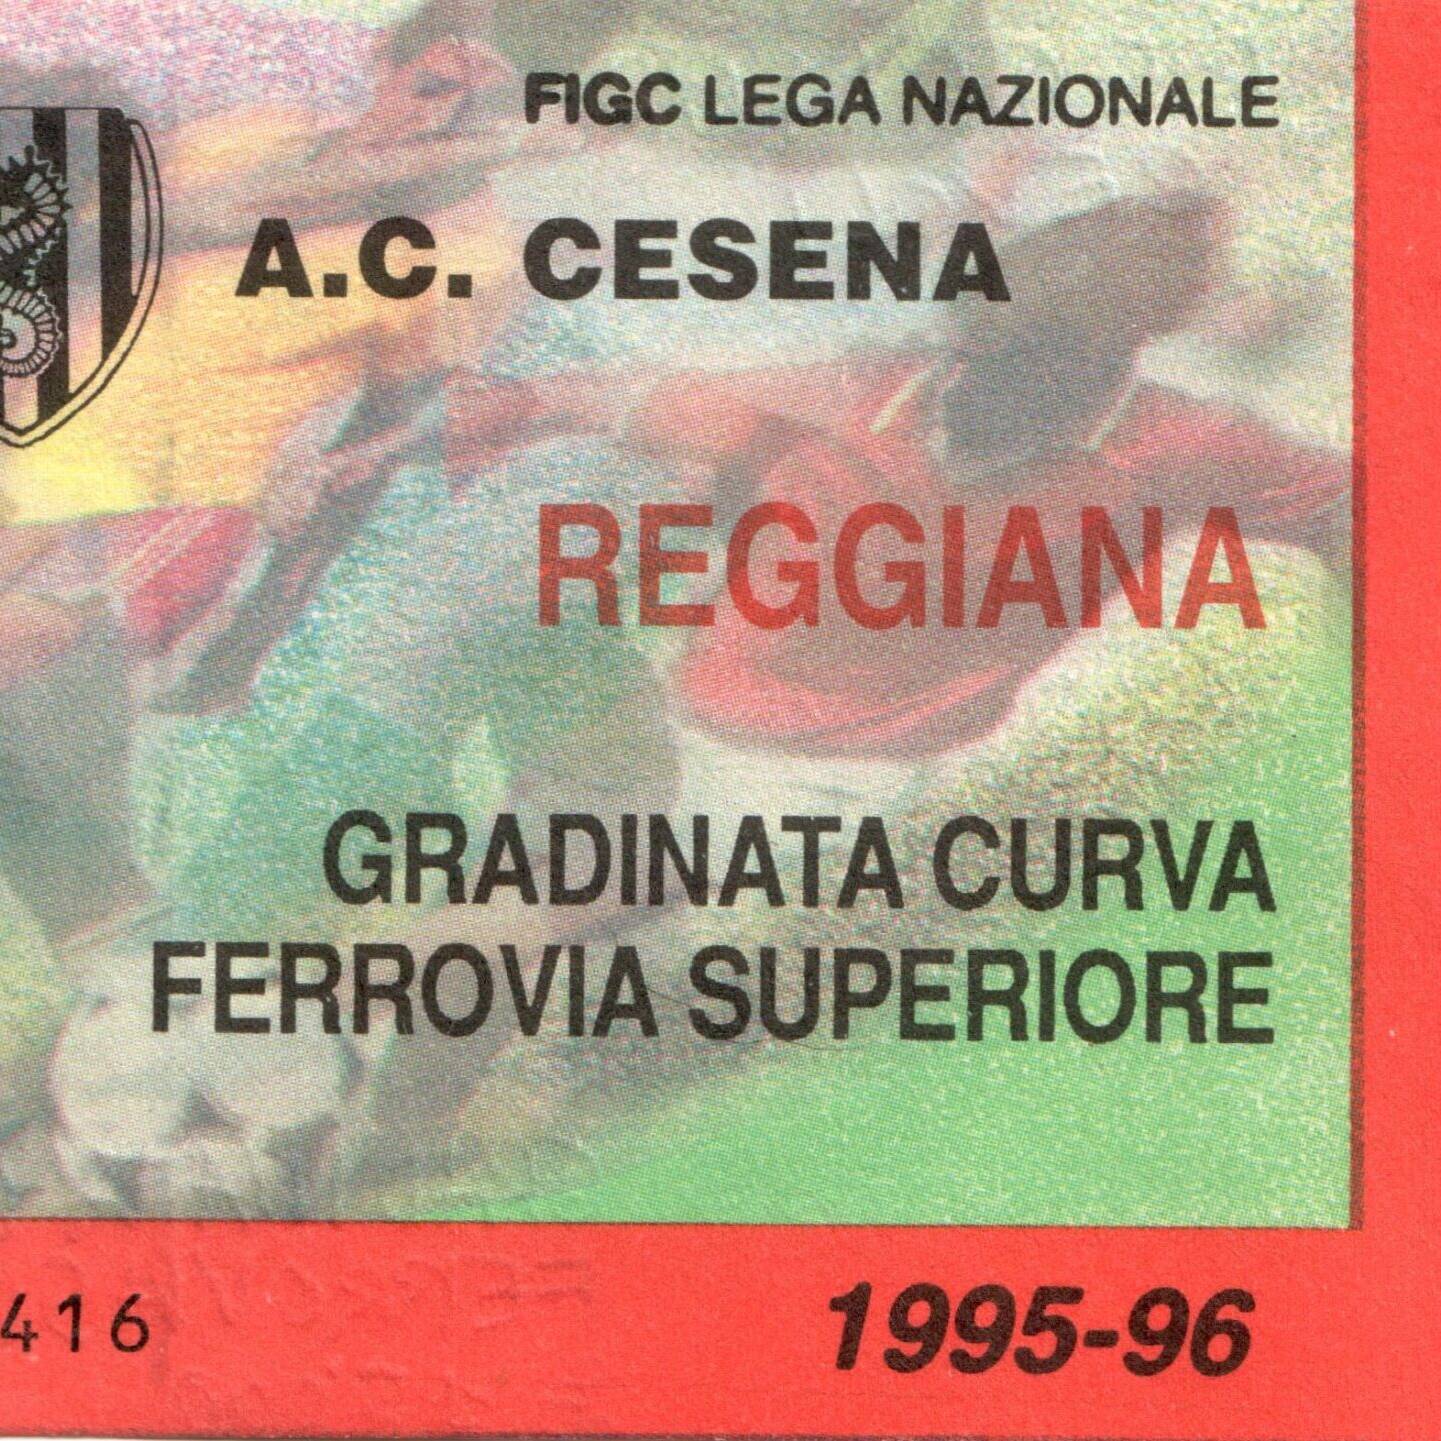 FIGC LEGA NAZIONALE
A.C. CESENA
REGGIANA
GRADINATA CURVA
FERROVIA SUPERIORE
416
1995-96